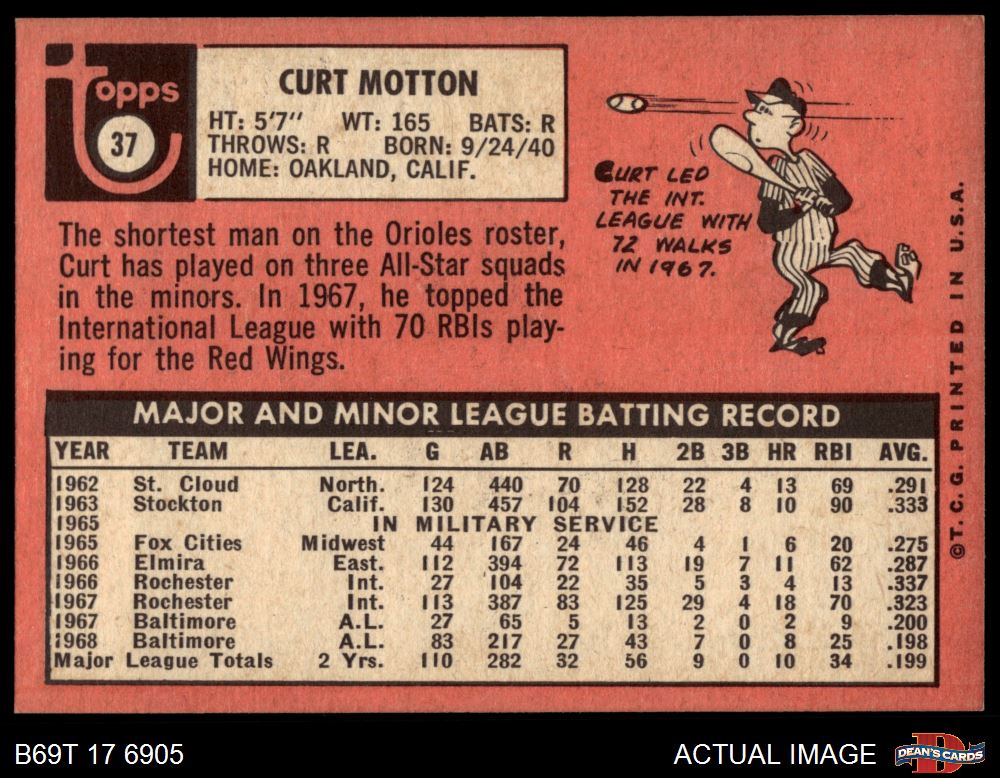 Topps
37
CURT MOTTON
HT: 5'7" WT: 165 BATS: R
THROWS: R BORN: 9/24/40
HOME: OAKLAND, CALIF.
The shortest man on the Orioles roster,
Curt has played on three All-Star squads
in the minors. In 1967, he topped the
International League with 70 RBIs play-
ing for the Red Wings.
CURT LED
THE INT.
LEAGUE WITH
72 WALKS
IN 1967.
MAJOR AND MINOR LEAGUE BATTING RECORD
YEAR TEAM LEA. G AB R H 2B 3B HR RBI AVG.
1962 St. Cloud North. 124 440 70 128 22 4 13 69 .291
1963 Stockton Calif. 130 457 104 152 28 8 10 90 .333
1965 IN MILITARY SERVICE
1965 Fox Cities Midwest 44 167 24 46 4 1 6 20 .275
1966 Elmira East. 112 394 72 113 19 7 11 62 .287
1966 Rochester Int. 27 104 22 35 5 3 4 13 .337
1967 Rochester Int. 113 387 83 125 29 4 18 70 .323
1967 Baltimore A.L. 27 65 5 13 2 0 2 9 .200
1968 Baltimore A.L. 83 217 27 43 7 0 8 25 .198
Major League Totals 2 Yrs. 110 282 32 56 9 0 10 34 .199
© T. C. G. PRINTED IN U.S.A.
B69T 17 6905
ACTUAL IMAGE
DEAN'S CARDS